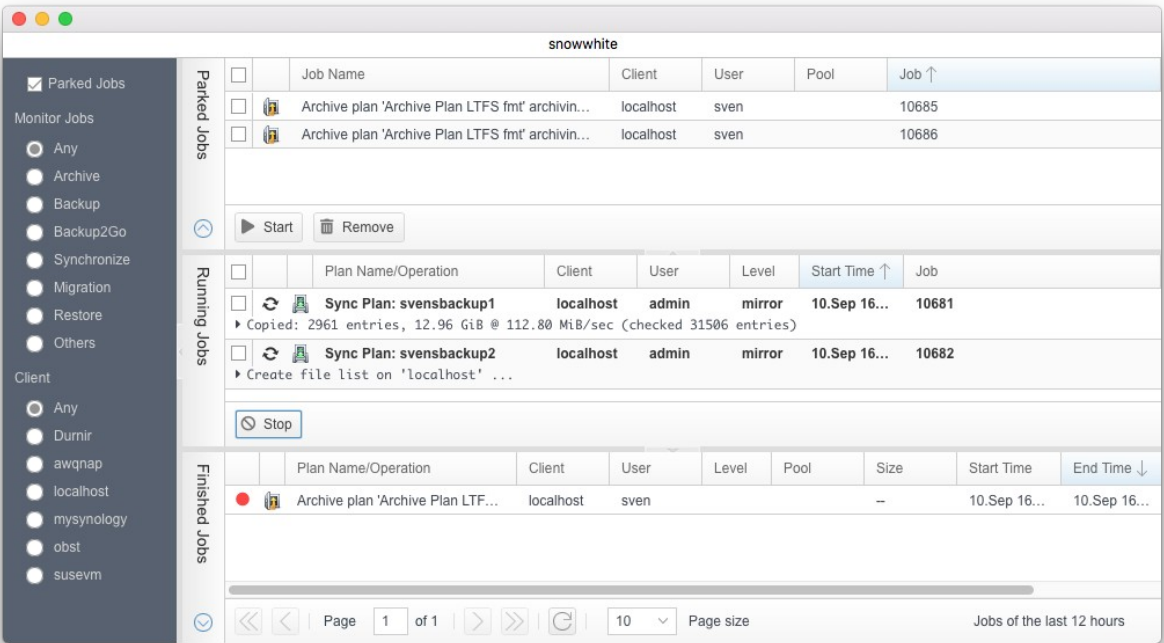 snowwhite
Parked Jobs
Monitor Jobs
Any
Archive
Backup
Backup2Go
Synchronize
Migration
Restore
Others
Client
Any
Durnir
awqnap
localhost
mysynology
obst
susevm
Parked Jobs
Job Name Client User Pool Job ↑
Archive plan 'Archive Plan LTFS fmt' archivin... localhost sven 10685
Archive plan 'Archive Plan LTFS fmt' archivin... localhost sven 10686
Start Remove
Running Jobs
Plan Name/Operation Client User Level Start Time ↑ Job
Sync Plan: svensbackup1 localhost admin mirror 10.Sep 16... 10681
Copied: 2961 entries, 12.96 GiB @ 112.80 MiB/sec (checked 31506 entries)
Sync Plan: svensbackup2 localhost admin mirror 10.Sep 16... 10682
Create file list on 'localhost' ...
Stop
Finished Jobs
Plan Name/Operation Client User Level Pool Size Start Time End Time ↓
Archive plan 'Archive Plan LTF... localhost sven -- 10.Sep 16... 10.Sep 16...
Page 1 of 1 10 Page size Jobs of the last 12 hours